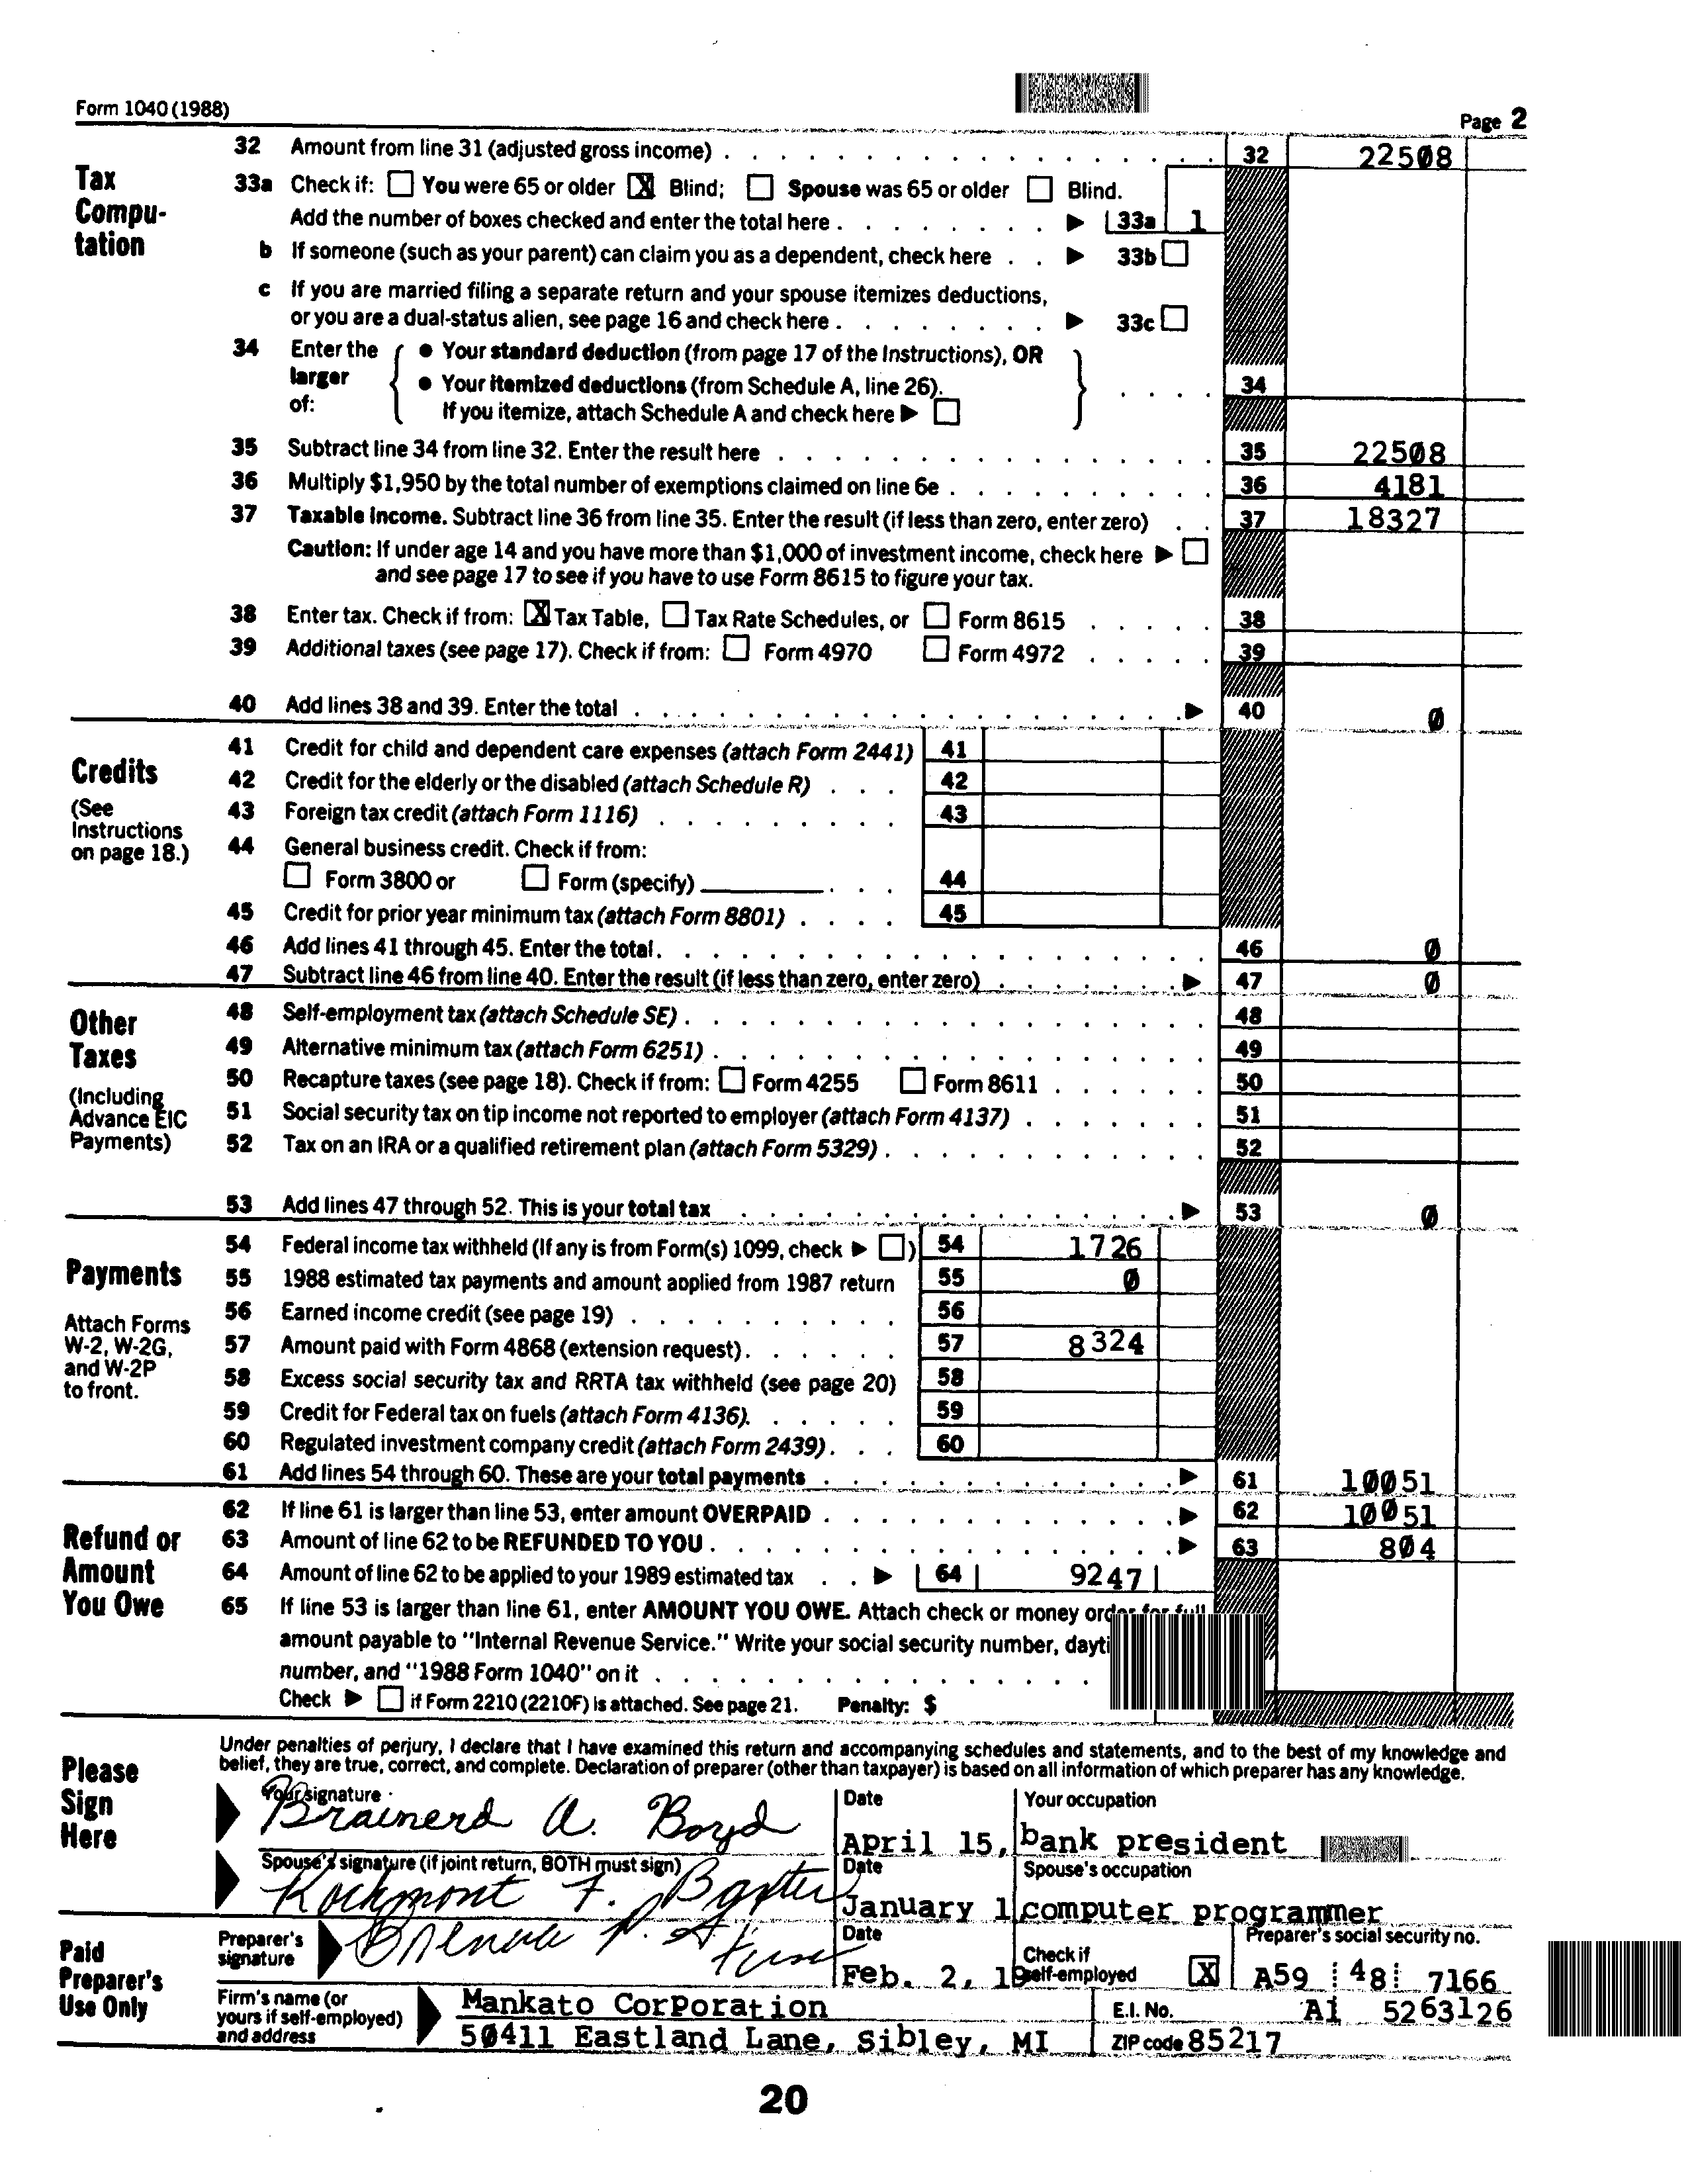 Form 1040 (1988)
Page 2
Tax Compu-tation
32 Amount from line 31 (adjusted gross income) . . . . 32 22508
33a Check if: ☐ You were 65 or older ☒ Blind; ☐ Spouse was 65 or older ☐ Blind.
Add the number of boxes checked and enter the total here . . . . ▶ 33a 1
b If someone (such as your parent) can claim you as a dependent, check here . . ▶ 33b ☐
c If you are married filing a separate return and your spouse itemizes deductions,
or you are a dual-status alien, see page 16 and check here . . . . ▶ 33c ☐
34 Enter the larger of: { ● Your standard deduction (from page 17 of the Instructions), OR
● Your itemized deductions (from Schedule A, line 26).
If you itemize, attach Schedule A and check here ▶ ☐ } . . . . 34
35 Subtract line 34 from line 32. Enter the result here . . . . 35 22508
36 Multiply $1,950 by the total number of exemptions claimed on line 6e . . . . 36 4181
37 Taxable income. Subtract line 36 from line 35. Enter the result (if less than zero, enter zero) . . 37 18327
Caution: If under age 14 and you have more than $1,000 of investment income, check here ▶ ☐
and see page 17 to see if you have to use Form 8615 to figure your tax.
38 Enter tax. Check if from: ☒ Tax Table, ☐ Tax Rate Schedules, or ☐ Form 8615 . . . . 38
39 Additional taxes (see page 17). Check if from: ☐ Form 4970 ☐ Form 4972 . . . . 39
40 Add lines 38 and 39. Enter the total . . . . ▶ 40 0
Credits
(See Instructions on page 18.)
41 Credit for child and dependent care expenses (attach Form 2441) 41
42 Credit for the elderly or the disabled (attach Schedule R) . . . 42
43 Foreign tax credit (attach Form 1116) . . . . 43
44 General business credit. Check if from:
☐ Form 3800 or ☐ Form (specify) ________ . . . 44
45 Credit for prior year minimum tax (attach Form 8801) . . . . 45
46 Add lines 41 through 45. Enter the total . . . . 46 0
47 Subtract line 46 from line 40. Enter the result (if less than zero, enter zero) . . . . ▶ 47 0
Other Taxes
(Including Advance EIC Payments)
48 Self-employment tax (attach Schedule SE) . . . . 48
49 Alternative minimum tax (attach Form 6251) . . . . 49
50 Recapture taxes (see page 18). Check if from: ☐ Form 4255 ☐ Form 8611 . . . . 50
51 Social security tax on tip income not reported to employer (attach Form 4137) . . . . 51
52 Tax on an IRA or a qualified retirement plan (attach Form 5329) . . . . 52
53 Add lines 47 through 52. This is your total tax . . . . ▶ 53 0
Payments
Attach Forms W-2, W-2G, and W-2P to front.
54 Federal income tax withheld (If any is from Form(s) 1099, check ▶ ☐) 54 1726
55 1988 estimated tax payments and amount applied from 1987 return 55 0
56 Earned income credit (see page 19) . . . . 56
57 Amount paid with Form 4868 (extension request) . . . . 57 8324
58 Excess social security tax and RRTA tax withheld (see page 20) 58
59 Credit for Federal tax on fuels (attach Form 4136) . . . . 59
60 Regulated investment company credit (attach Form 2439) . . . 60
61 Add lines 54 through 60. These are your total payments . . . . ▶ 61 10051
Refund or Amount You Owe
62 If line 61 is larger than line 53, enter amount OVERPAID . . . . ▶ 62 10051
63 Amount of line 62 to be REFUNDED TO YOU . . . . ▶ 63 804
64 Amount of line 62 to be applied to your 1989 estimated tax . . ▶ 64 9247
65 If line 53 is larger than line 61, enter AMOUNT YOU OWE. Attach check or money order for full
amount payable to "Internal Revenue Service." Write your social security number, dayti
number, and "1988 Form 1040" on it . . . .
Check ▶ ☐ if Form 2210 (2210F) is attached. See page 21. Penalty: $
Please Sign Here
Under penalties of perjury, I declare that I have examined this return and accompanying schedules and statements, and to the best of my knowledge and
belief, they are true, correct, and complete. Declaration of preparer (other than taxpayer) is based on all information of which preparer has any knowledge.
Your signature Date Your occupation
Brainerd A. Boyd April 15, bank president
Spouse's signature (if joint return, BOTH must sign) Date Spouse's occupation
Rockmont F. Baxter January 1 computer programmer
Paid Preparer's Use Only
Preparer's signature Date Check if self-employed ☒ Preparer's social security no.
Feb. 2, 19 A59 48 7166
Firm's name (or yours if self-employed) and address
Mankato Corporation E.I. No. A1 5263126
50411 Eastland Lane, Sibley, MI ZIP code 85217
20